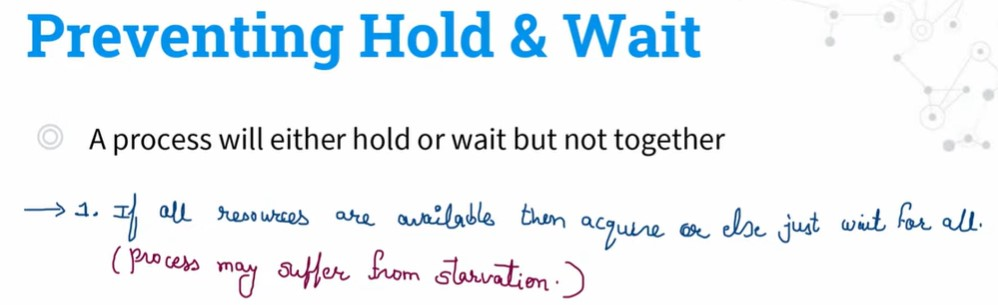 Preventing Hold & Wait
A process will either hold or wait but not together
→ 1. If all resources are available then acquire or else just wait for all.
(process may suffer from starvation.)